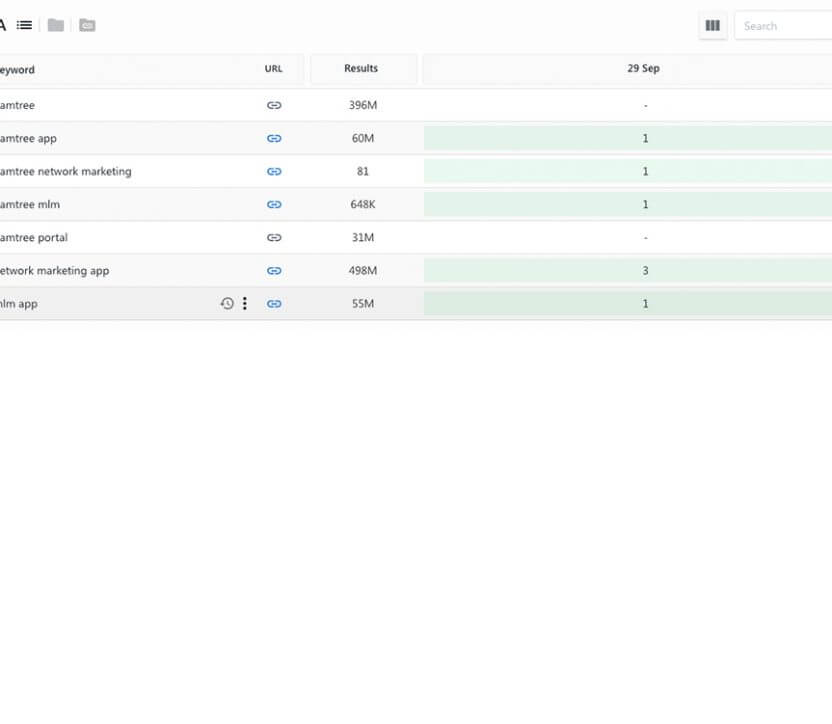 A
Search
eyword URL Results 29 Sep
amtree 396M -
amtree app 60M 1
amtree network marketing 81 1
amtree mlm 648K 1
amtree portal 31M -
etwork marketing app 498M 3
mlm app 55M 1